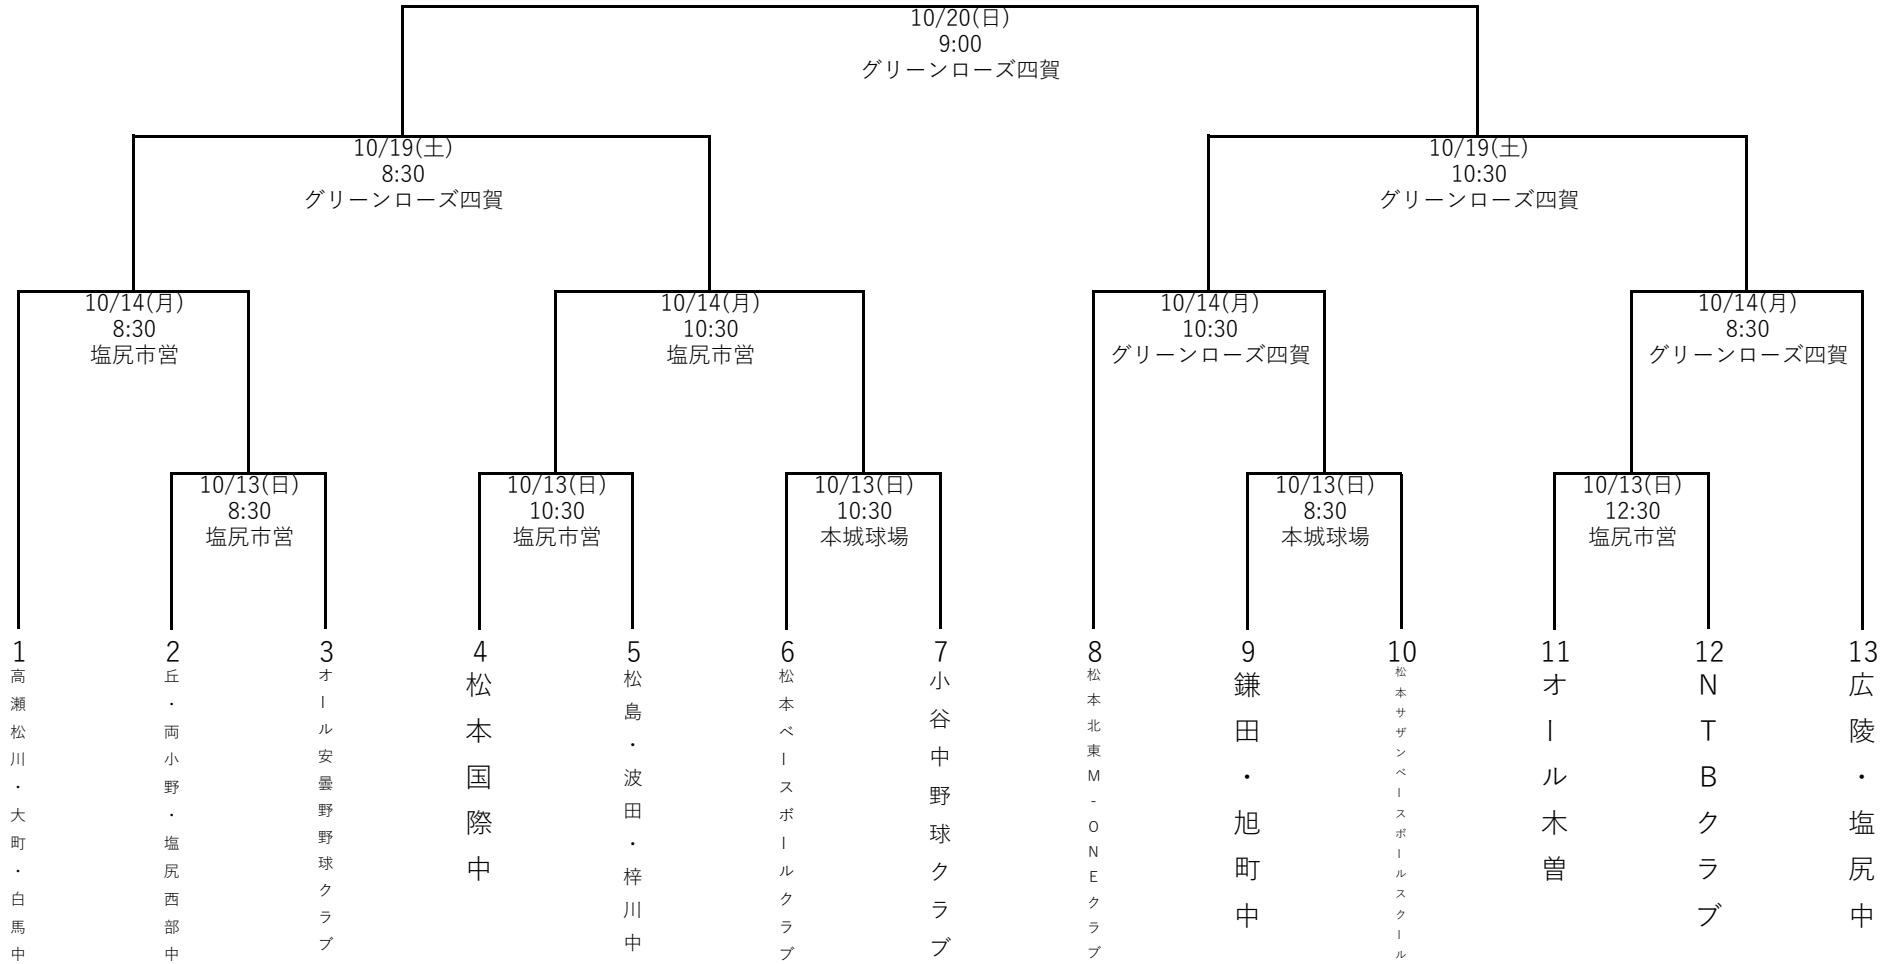 10/20(日)
9:00
グリーンローズ四賀
10/19(土)
8:30
グリーンローズ四賀
10/19(土)
10:30
グリーンローズ四賀
10/14(月)
8:30
塩尻市営
10/14(月)
10:30
塩尻市営
10/14(月)
10:30
グリーンローズ四賀
10/14(月)
8:30
グリーンローズ四賀
10/13(日)
8:30
塩尻市営
10/13(日)
10:30
塩尻市営
10/13(日)
10:30
本城球場
10/13(日)
8:30
本城球場
10/13(日)
12:30
塩尻市営
1
高瀬松川・大町・白馬中
2
丘・両小野・塩尻西部中
3
オール安曇野野球クラブ
4
松本国際中
5
松島・波田・梓川中
6
松本ベースボールクラブ
7
小谷中野球クラブ
8
松本北東M-ONEクラブ
9
鎌田・旭町中
10
松本サザンベースボールスクール
11
オール木曽
12
NTBクラブ
13
広陵・塩尻中